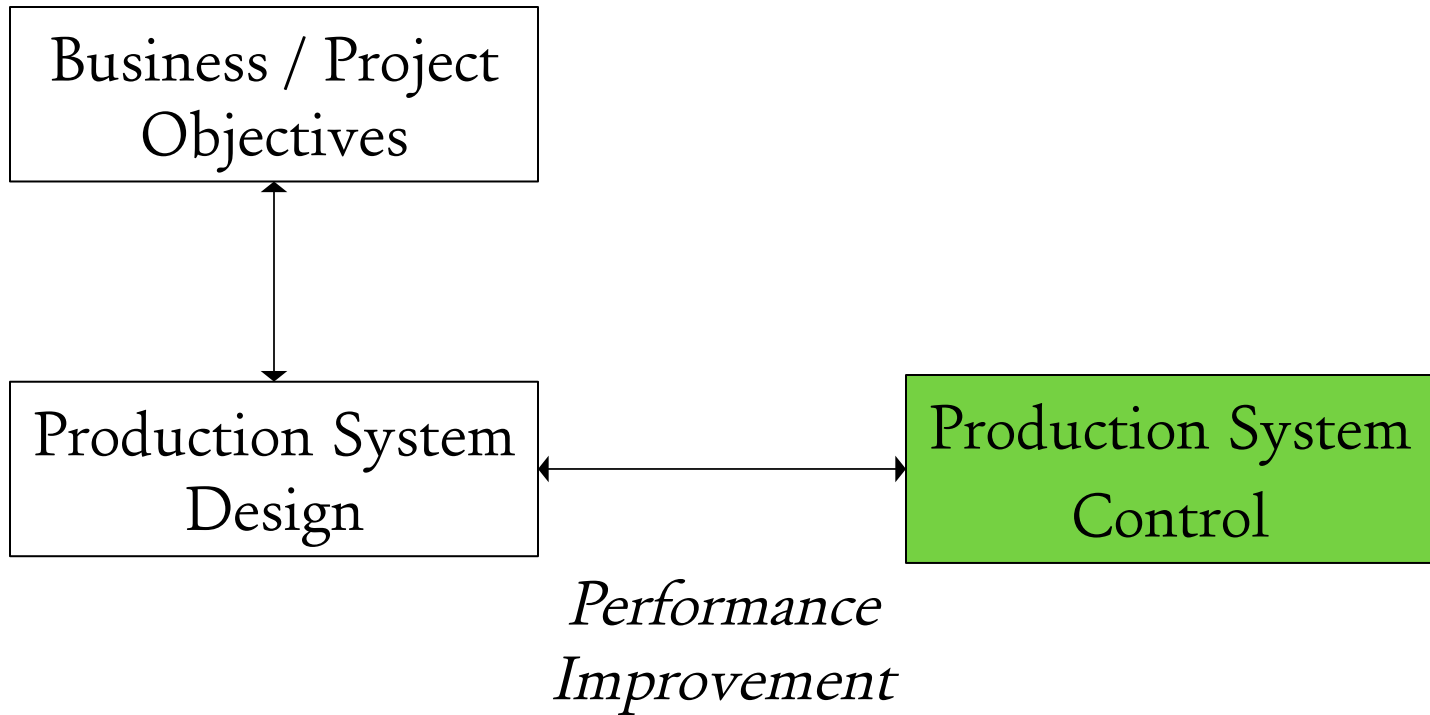 Business / Project
Objectives
Production System
Design
Production System
Control
Performance
Improvement